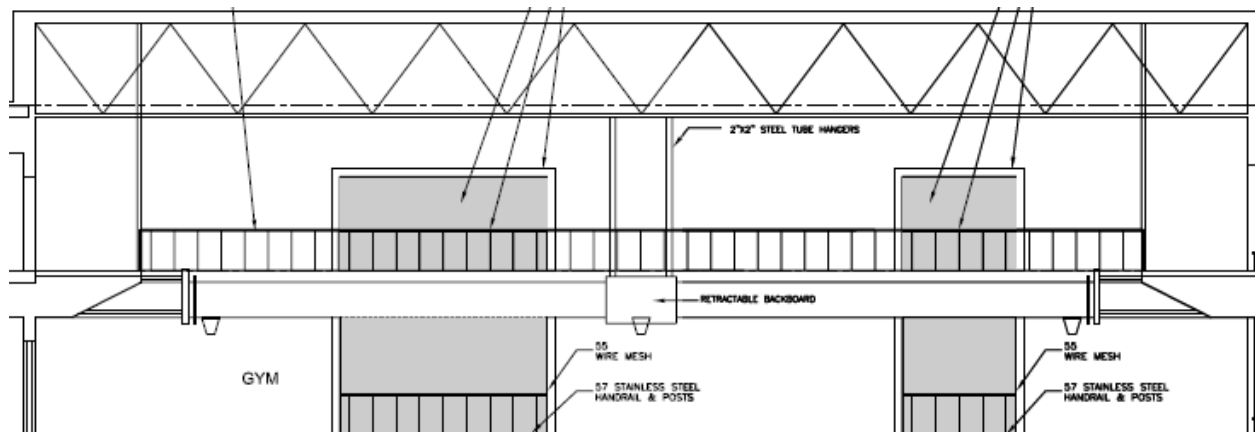 2"X2" STEEL TUBE HANGERS
RETRACTABLE BACKBOARD
55
WIRE MESH
57 STAINLESS STEEL
HANDRAIL & POSTS
55
WIRE MESH
57 STAINLESS STEEL
HANDRAIL & POSTS
GYM